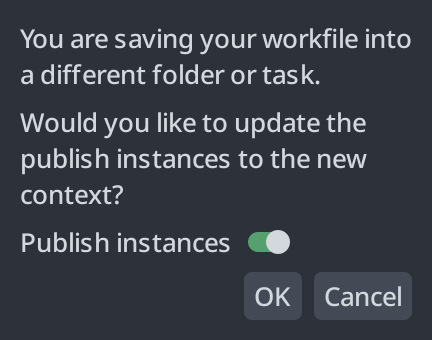 You are saving your workfile into
a different folder or task.
Would you like to update the
publish instances to the new
context?
Publish instances
OK
Cancel